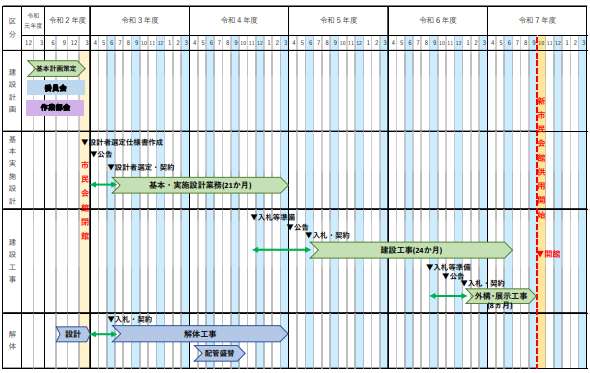 区分
令和元年度
令和２年度
令和３年度
令和４年度
令和５年度
令和６年度
令和７年度
12 3 6 9 12 3 4 5 6 7 8 9 10 11 12 1 2 3 4 5 6 7 8 9 10 11 12 1 2 3 4 5 6 7 8 9 10 11 12 1 2 3 4 5 6 7 8 9 10 11 12 1 2 3 4 5 6 7 8 9 10 11 12 1 2 3
建設計画
基本計画策定
委員会
作業部会
基本実施設計
▼設計者選定仕様書作成
▼公告
▼設計者選定・契約
基本・実施設計業務(21か月)
市民会館閉館
新市民会館供用開始
建設工事
▼入札等準備
▼公告
▼入札・契約
建設工事(24か月)
▼開館
▼入札等準備
▼公告
▼入札・契約
外構・展示工事
(8ヵ月)
解体
設計
▼入札・契約
解体工事
配管盛替